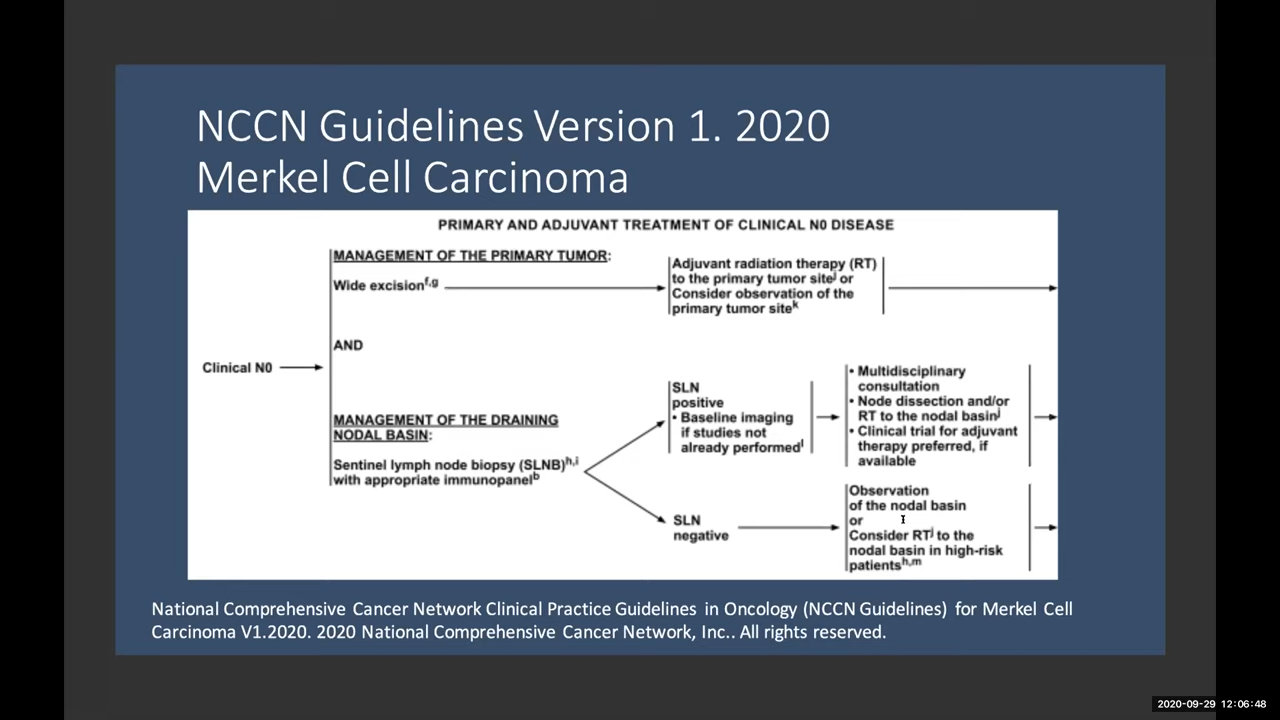 NCCN Guidelines Version 1. 2020
Merkel Cell Carcinoma
PRIMARY AND ADJUVANT TREATMENT OF CLINICAL N0 DISEASE
Clinical N0
MANAGEMENT OF THE PRIMARY TUMOR:
Wide excisionf,g
Adjuvant radiation therapy (RT)
to the primary tumor sitej or
Consider observation of the
primary tumor sitek
AND
MANAGEMENT OF THE DRAINING
NODAL BASIN:
Sentinel lymph node biopsy (SLNB)h,i
with appropriate immunopanelb
SLN
positive
• Baseline imaging
if studies not
already performedl
• Multidisciplinary
consultation
• Node dissection and/or
RT to the nodal basinj
• Clinical trial for adjuvant
therapy preferred, if
available
SLN
negative
Observation
of the nodal basin
or
Consider RTj to the
nodal basin in high-risk
patientsh,m
National Comprehensive Cancer Network Clinical Practice Guidelines in Oncology (NCCN Guidelines) for Merkel Cell
Carcinoma V1.2020. 2020 National Comprehensive Cancer Network, Inc.. All rights reserved.
2020-09-29 12:06:48